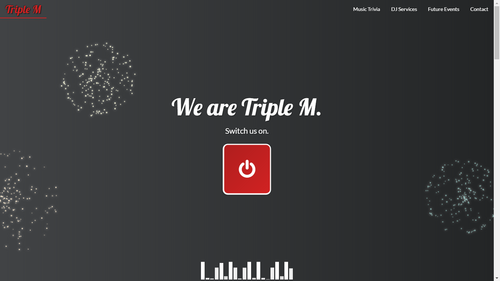 Triple M
Music Trivia
DJ Services
Future Events
Contact
We are Triple M.
Switch us on.